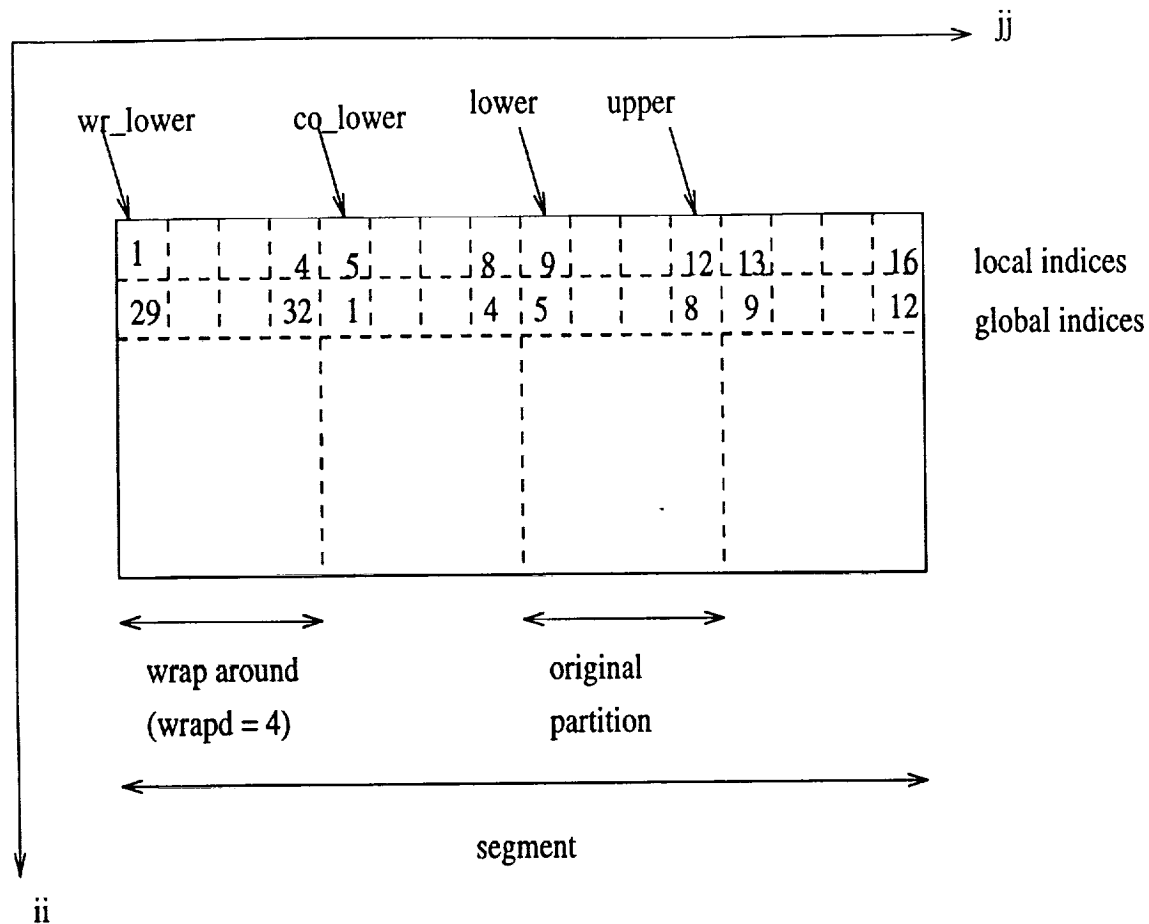 jj
wr_lower co_lower lower upper
1 4 5 8 9 12 13 16 local indices
29 32 1 4 5 8 9 12 global indices
wrap around
(wrapd = 4)
original
partition
segment
ii